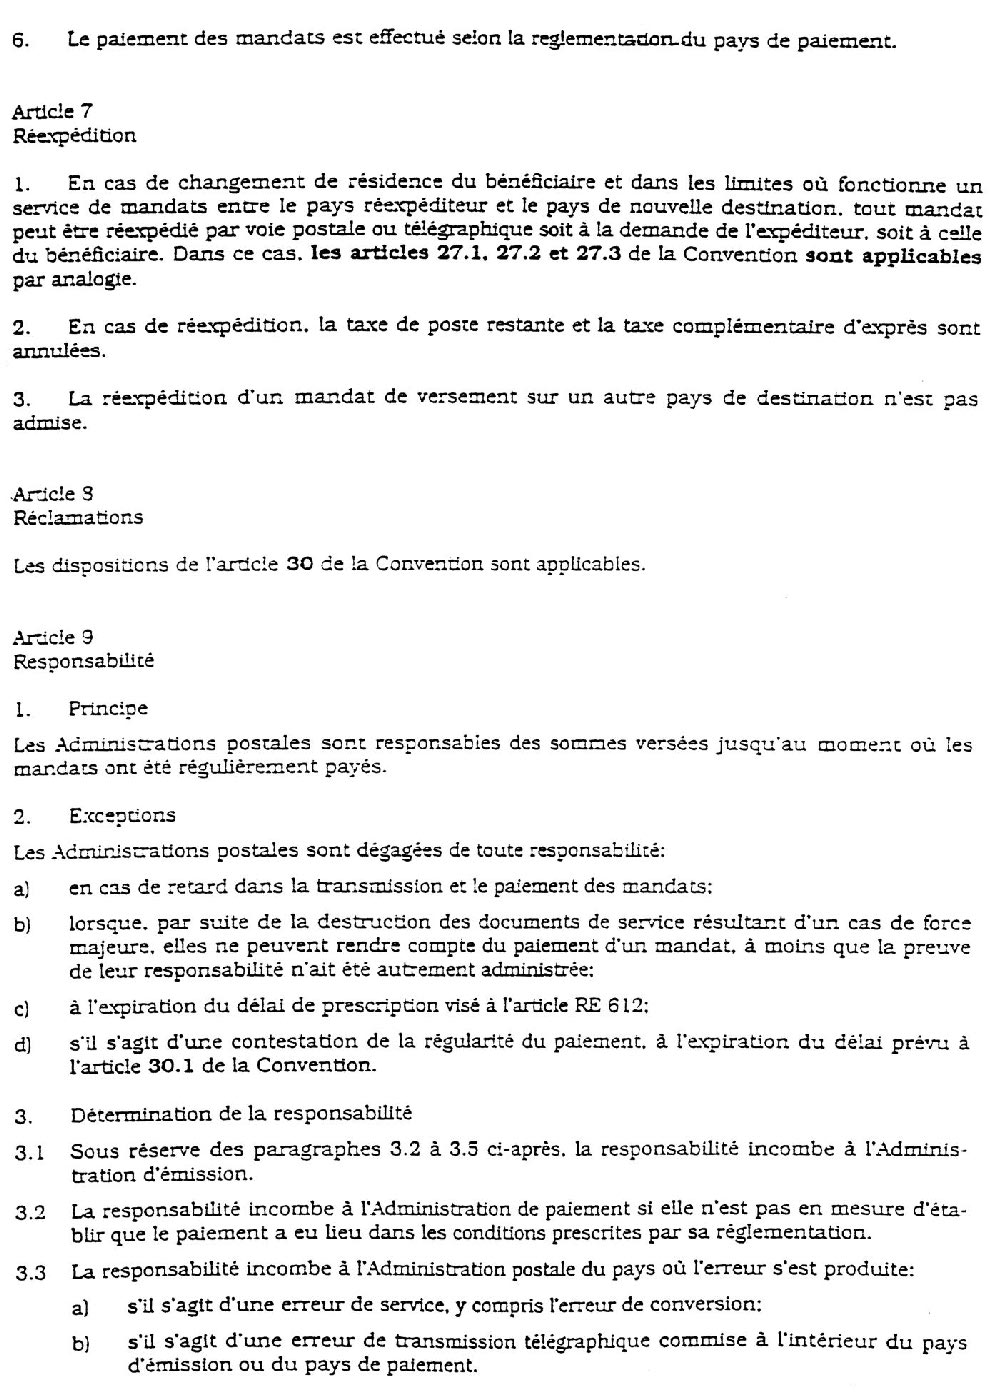 6. Le paiement des mandats est effectué selon la reglementation du pays de paiement.
Article 7
Réexpédition
1. En cas de changement de résidence du bénéficiaire et dans les limites où fonctionne un
service de mandats entre le pays réexpéditeur et le pays de nouvelle destination, tout mandat
peut être réexpédié par voie postale ou télégraphique soit à la demande de l'expéditeur, soit à celle
du bénéficiaire. Dans ce cas, les articles 27.1, 27.2 et 27.3 de la Convention sont applicables
par analogie.
2. En cas de réexpédition, la taxe de poste restante et la taxe complémentaire d'exprès sont
annulées.
3. La réexpédition d'un mandat de versement sur un autre pays de destination n'est pas
admise.
Article 8
Réclamations
Les dispositions de l'article 30 de la Convention sont applicables.
Article 9
Responsabilité
1. Principe
Les Administrations postales sont responsables des sommes versées jusqu'au moment où les
mandats ont été régulièrement payés.
2. Exceptions
Les Administrations postales sont dégagées de toute responsabilité:
a) en cas de retard dans la transmission et le paiement des mandats;
b) lorsque, par suite de la destruction des documents de service résultant d'un cas de force
majeure, elles ne peuvent rendre compte du paiement d'un mandat, à moins que la preuve
de leur responsabilité n'ait été autrement administrée;
c) à l'expiration du délai de prescription visé à l'article RE 612;
d) s'il s'agit d'une contestation de la régularité du paiement, à l'expiration du délai prévu à
l'article 30.1 de la Convention.
3. Détermination de la responsabilité
3.1 Sous réserve des paragraphes 3.2 à 3.5 ci-après, la responsabilité incombe à l'Adminis-
tration d'émission.
3.2 La responsabilité incombe à l'Administration de paiement si elle n'est pas en mesure d'éta-
blir que le paiement a eu lieu dans les conditions prescrites par sa réglementation.
3.3 La responsabilité incombe à l'Administration postale du pays où l'erreur s'est produite:
a) s'il s'agit d'une erreur de service, y compris l'erreur de conversion;
b) s'il s'agit d'une erreur de transmission télégraphique commise à l'intérieur du pays
d'émission ou du pays de paiement.